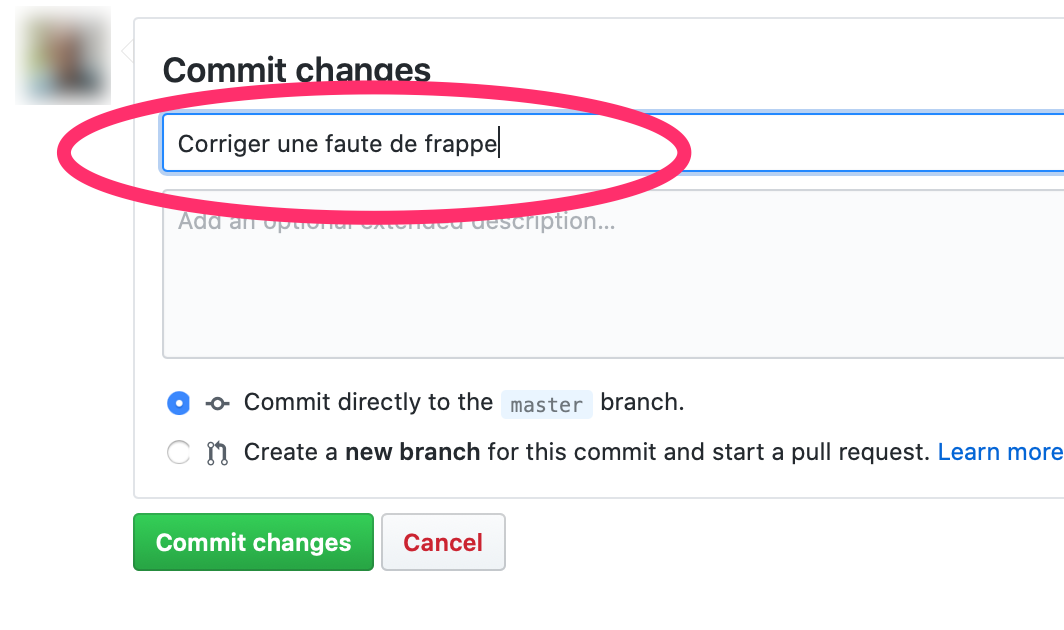 Commit changes
Corriger une faute de frappe
Add an optional extended description...
Commit directly to the master branch.
Create a new branch for this commit and start a pull request. Learn more
Commit changes
Cancel